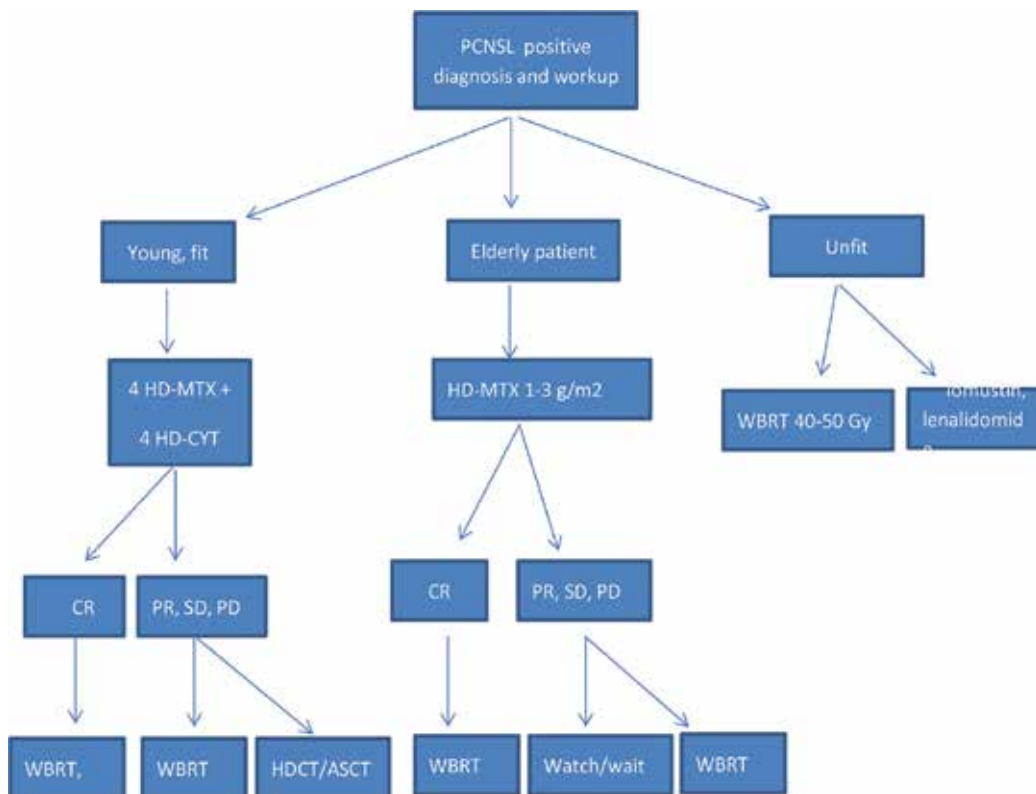 PCNSL positive
diagnosis and workup
Young, fit
Elderly patient
Unfit
4 HD-MTX +
4 HD-CYT
HD-MTX 1-3 g/m2
WBRT 40-50 Gy
lomustin,
lenalidomid
CR
PR, SD, PD
CR
PR, SD, PD
WBRT,
WBRT
HDCT/ASCT
WBRT
Watch/wait
WBRT